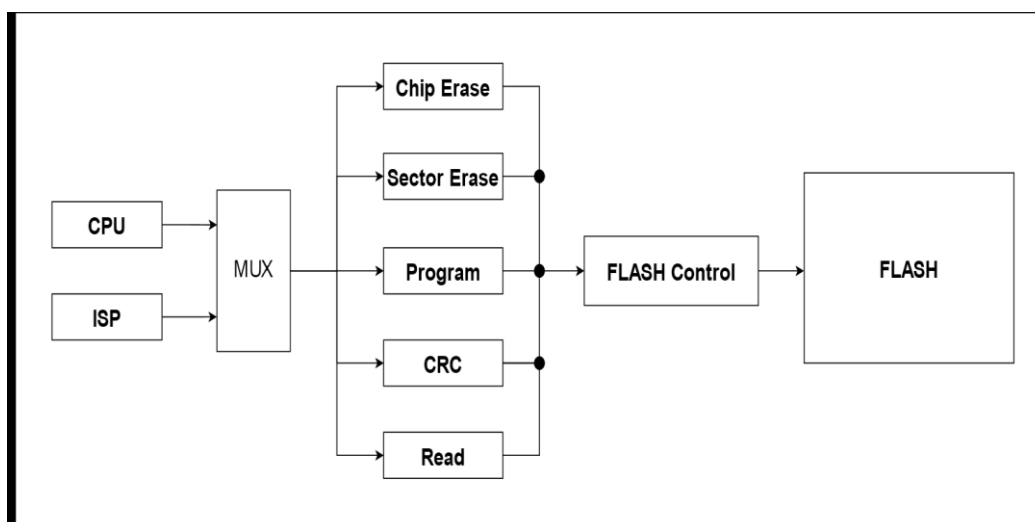 Chip Erase
Sector Erase
CPU
MUX
Program
FLASH Control
FLASH
ISP
CRC
Read